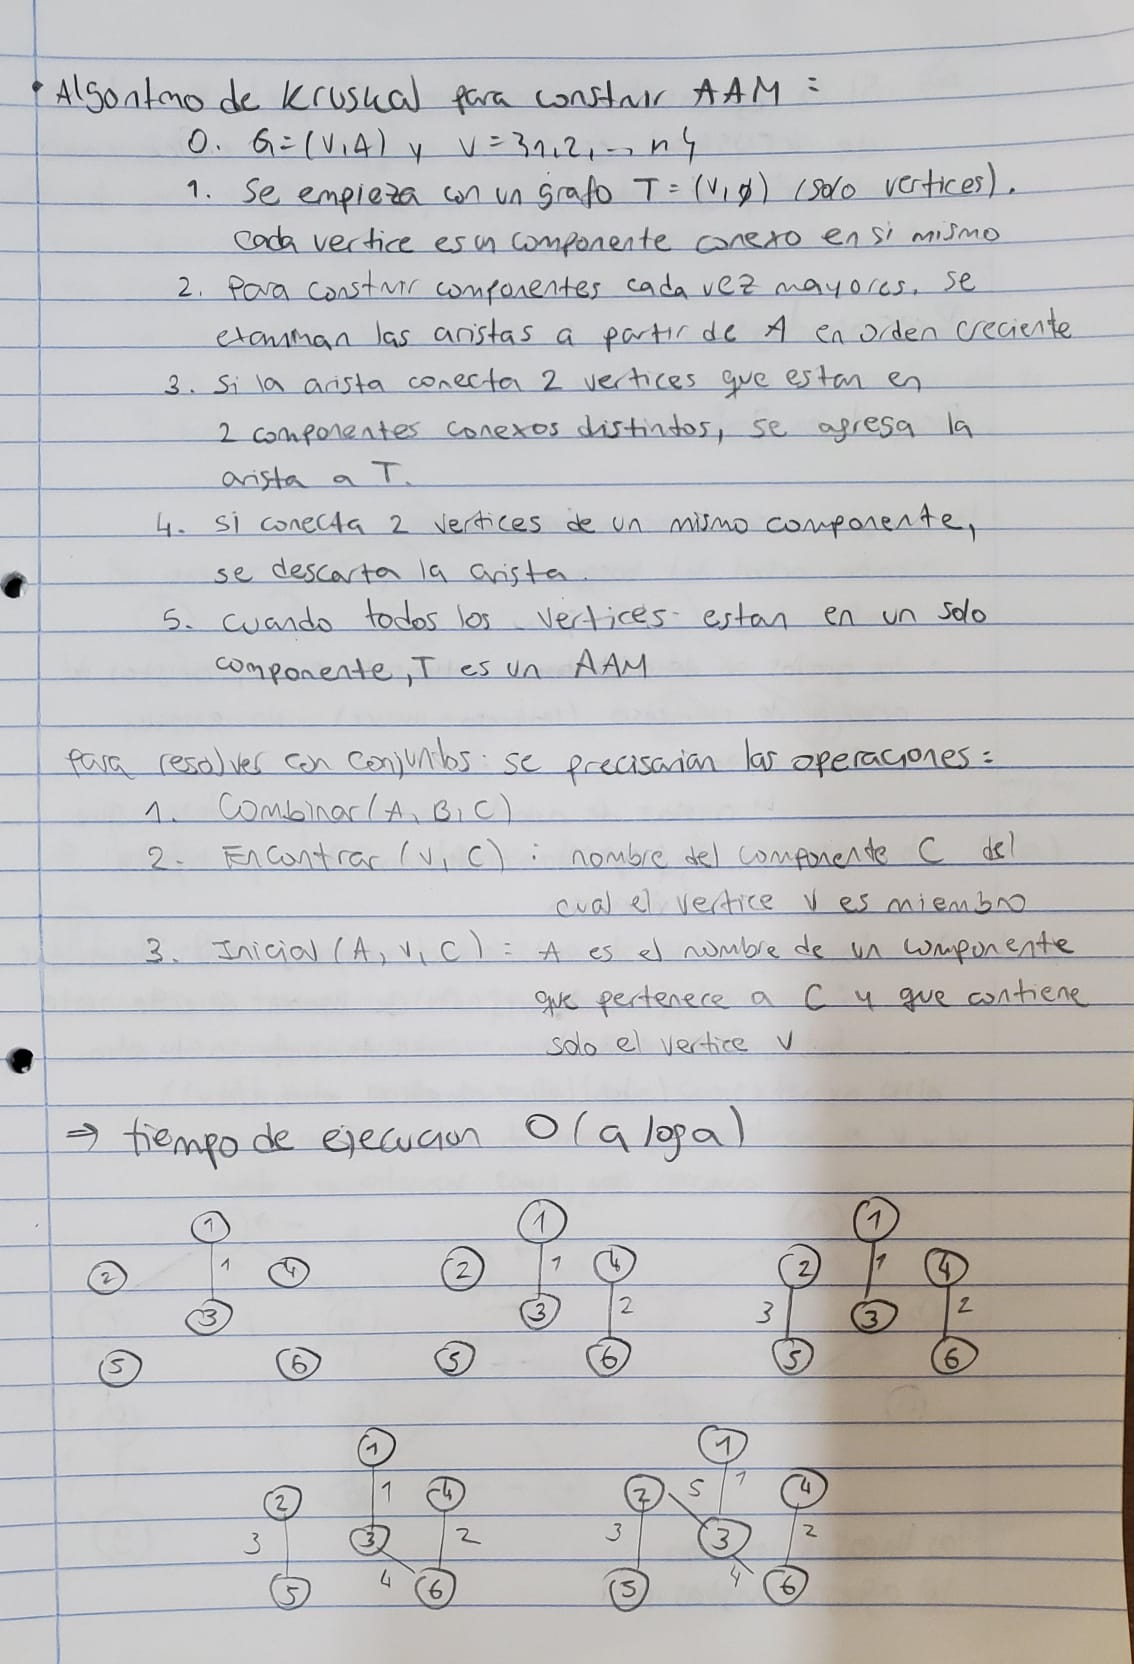 • Algoritmo de Kruskal para construir AAM:
0. G=(V,A) y V={1,2,... n}
1. Se empieza con un grafo T=(V,ø) (solo vertices).
Cada vertice es un componente conexo en si mismo
2. Para construir componentes cada vez mayores, se
examinan las aristas a partir de A en orden creciente
3. Si la arista conecta 2 vertices que estan en
2 componentes conexos distintos, se agrega la
arista a T.
4. Si conecta 2 vertices de un mismo componente,
se descarta la arista.
5. Cuando todos los vertices estan en un solo
componente, T es un AAM
Para resolver con conjuntos se precisarian las operaciones:
1. Combinar (A, B, C)
2. Encontrar (v, C): nombre del componente C del
cual el vertice v es miembro
3. Inicial (A, v, C): A es el nombre de un componente
que pertenece a C y que contiene
solo el vertice v
⇒ tiempo de ejecucion O(a log a)
1 1 1
2 1 4 2 1 4 2 1 4
3 3 2 3 3 2
5 6 5 6 5 6
1 1
2 1 4 2 5 1 4
3 3 2 3 3 2
5 4 6 5 4 6